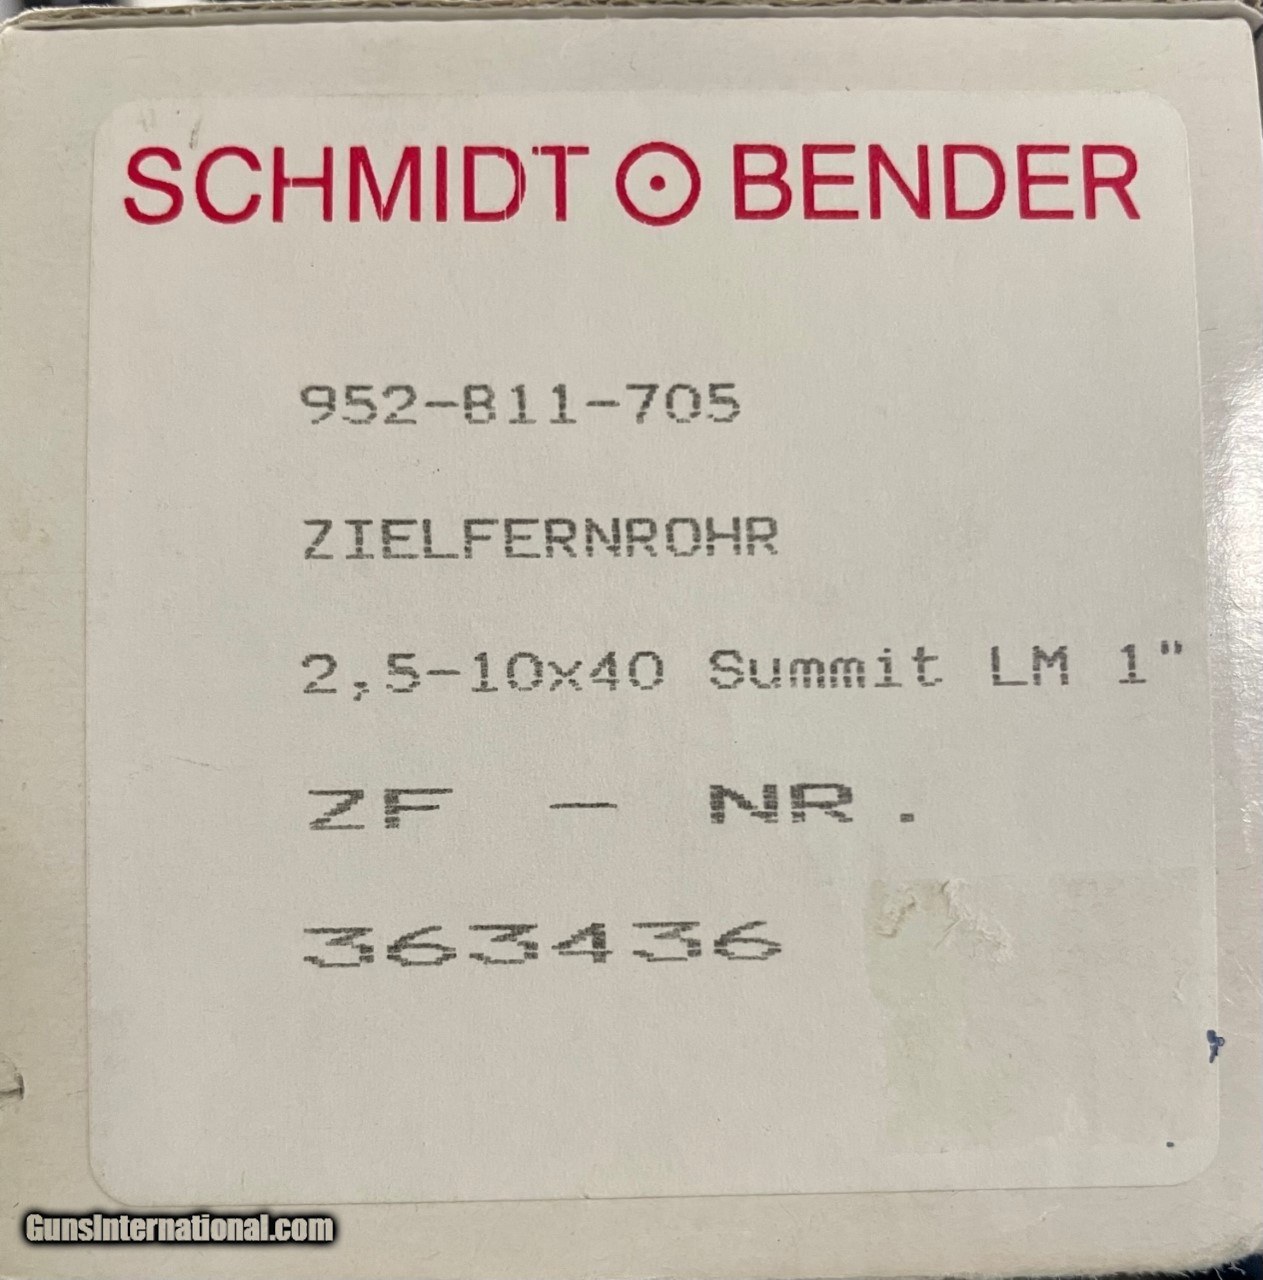 SCHMIDT BENDER
952-811-705
ZIELFERNROHR
2,5-10x40 Summit LM 1"
ZF - NR.
363436
GunsInternational.com